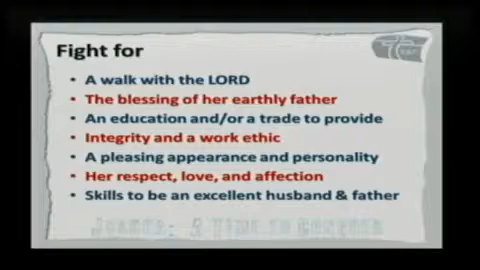 Fight for
• A walk with the LORD
• The blessing of her earthly father
• An education and/or a trade to provide
• Integrity and a work ethic
• A pleasing appearance and personality
• Her respect, love, and affection
• Skills to be an excellent husband & father
A Time to